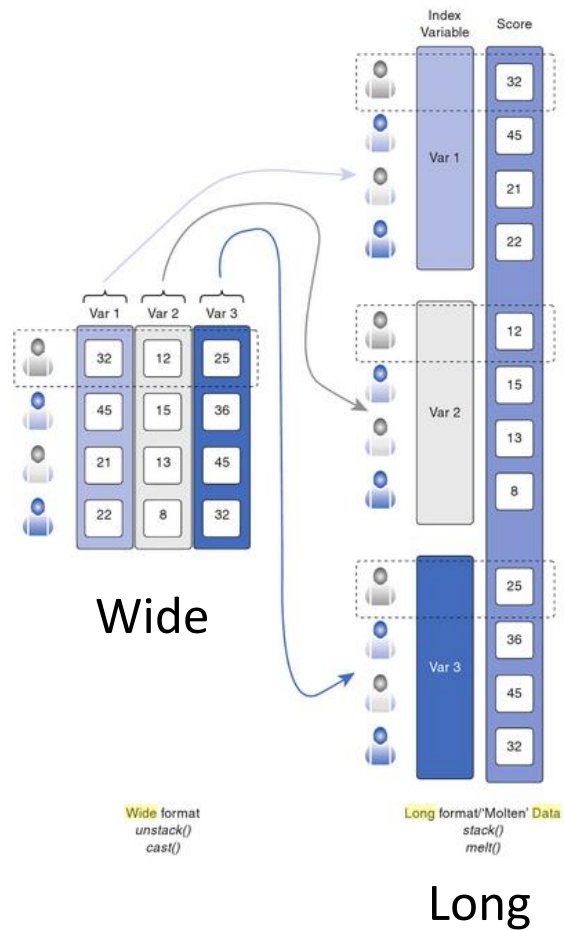 Index Variable
Score
Var 1
32
45
21
22
Var 2
12
15
13
8
Var 3
25
36
45
32
Var 1 Var 2 Var 3
32 12 25
45 15 36
21 13 45
22 8 32
Wide
Wide format
unstack()
cast()
Long format/‘Molten’ Data
stack()
melt()
Long